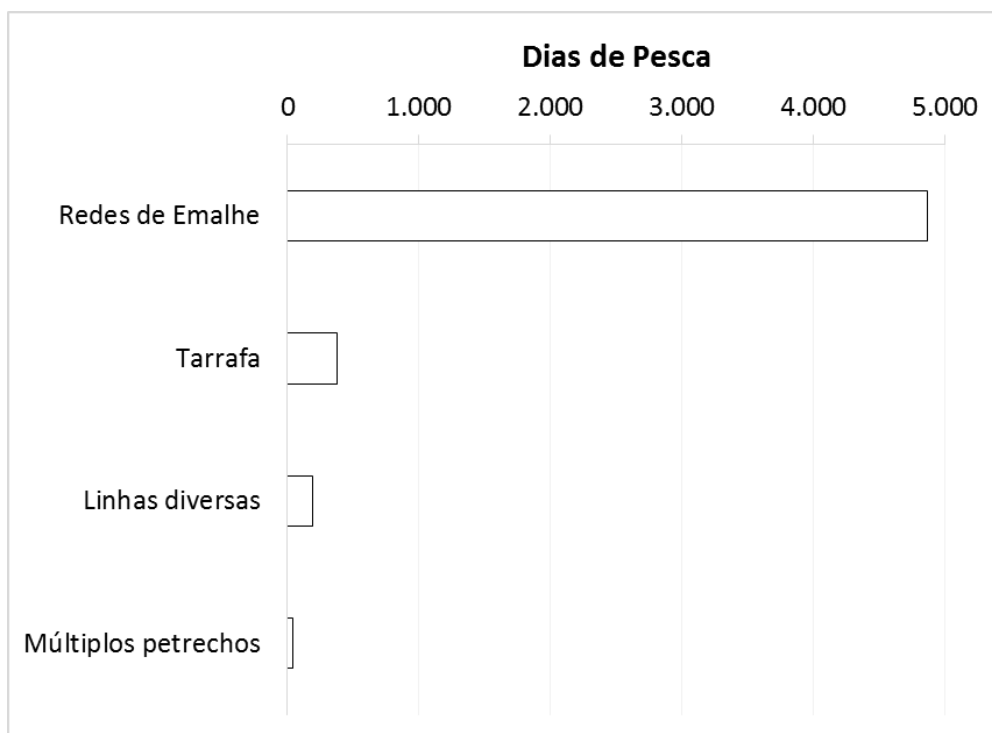 Dias de Pesca
0 1.000 2.000 3.000 4.000 5.000
Redes de Emalhe
Tarrafa
Linhas diversas
Múltiplos petrechos